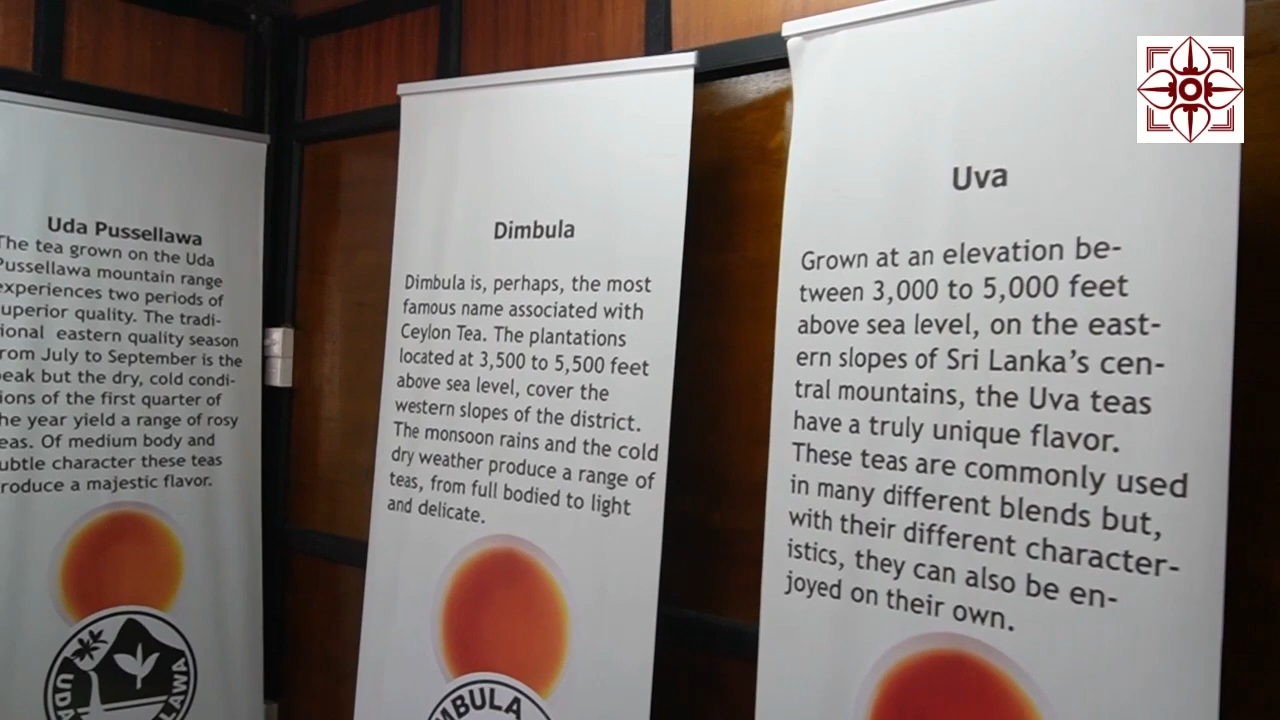 Uda Pussellawa
The tea grown on the Uda
Pussellawa mountain range
experiences two periods of
superior quality. The tradi-
tional eastern quality season
from July to September is the
peak but the dry, cold condi-
tions of the first quarter of
the year yield a range of rosy
teas. Of medium body and
subtle character these teas
produce a majestic flavor.
Dimbula
Dimbula is, perhaps, the most
famous name associated with
Ceylon Tea. The plantations
located at 3,500 to 5,500 feet
above sea level, cover the
western slopes of the district.
The monsoon rains and the cold
dry weather produce a range of
teas, from full bodied to light
and delicate.
MBULA
Uva
Grown at an elevation be-
tween 3,000 to 5,000 feet
above sea level, on the east-
ern slopes of Sri Lanka's cen-
tral mountains, the Uva teas
have a truly unique flavor.
These teas are commonly used
in many different blends but,
with their different character-
istics, they can also be en-
joyed on their own.